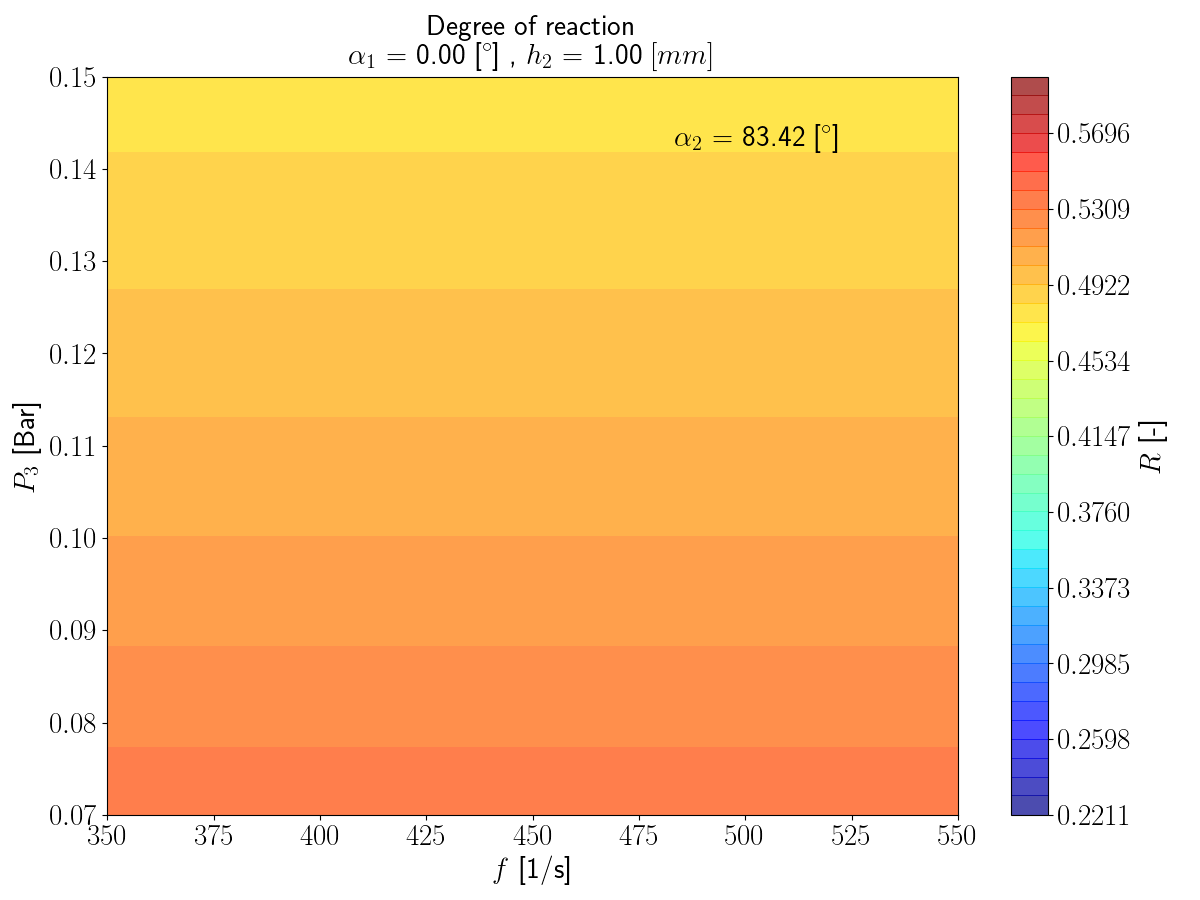 Degree of reaction
α₁ = 0.00 [°] , h₂ = 1.00 [mm]
α₂ = 83.42 [°]
P₃ [Bar]
0.15
0.14
0.13
0.12
0.11
0.10
0.09
0.08
0.07
350 375 400 425 450 475 500 525 550
f [1/s]
0.5696
0.5309
0.4922
0.4534
0.4147
0.3760
0.3373
0.2985
0.2598
0.2211
R [-]